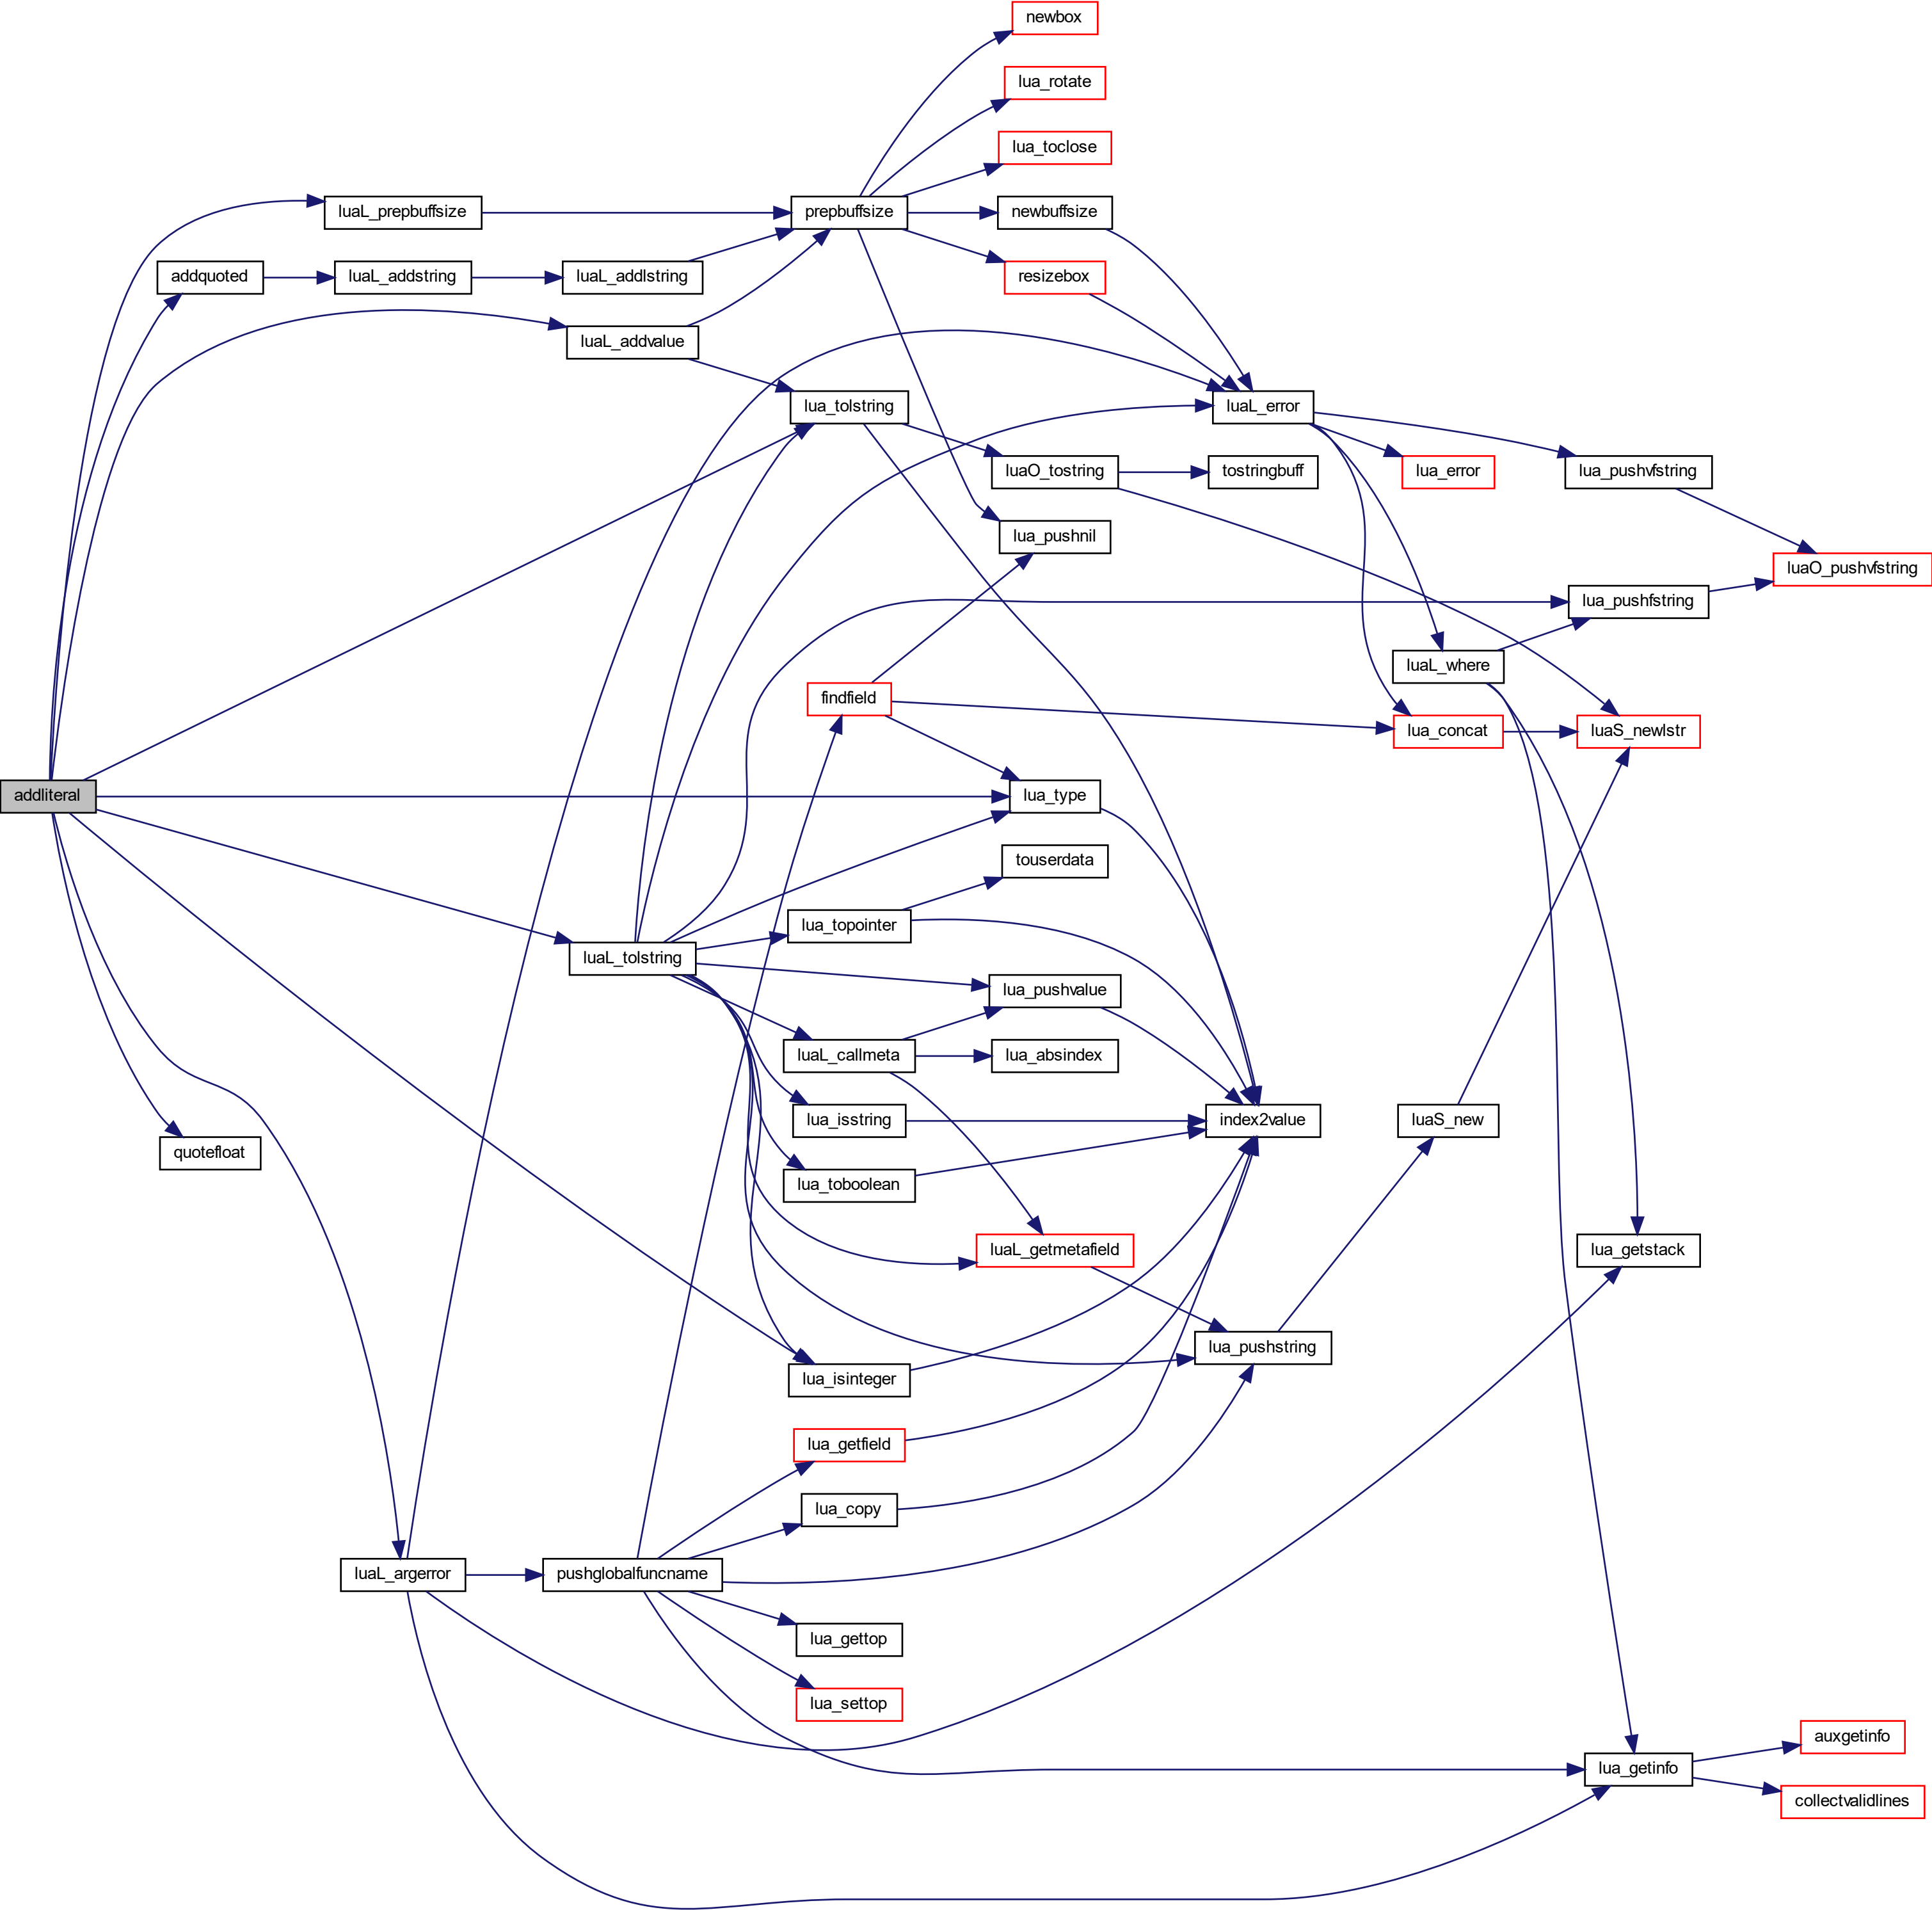 newbox
lua_rotate
lua_toclose
luaL_prepbuffsize
prepbuffsize
newbuffsize
addquoted
luaL_addstring
luaL_addlstring
resizebox
luaL_addvalue
lua_tolstring
luaL_error
luaO_tostring
tostringbuff
lua_error
lua_pushvfstring
lua_pushnil
luaO_pushvfstring
lua_pushfstring
luaL_where
findfield
lua_concat
luaS_newlstr
addliteral
lua_type
touserdata
lua_topointer
luaL_tolstring
lua_pushvalue
luaL_callmeta
lua_absindex
lua_isstring
index2value
luaS_new
quotefloat
lua_toboolean
luaL_getmetafield
lua_getstack
lua_pushstring
lua_isinteger
lua_getfield
lua_copy
luaL_argerror
pushglobalfuncname
lua_gettop
lua_settop
auxgetinfo
lua_getinfo
collectvalidlines